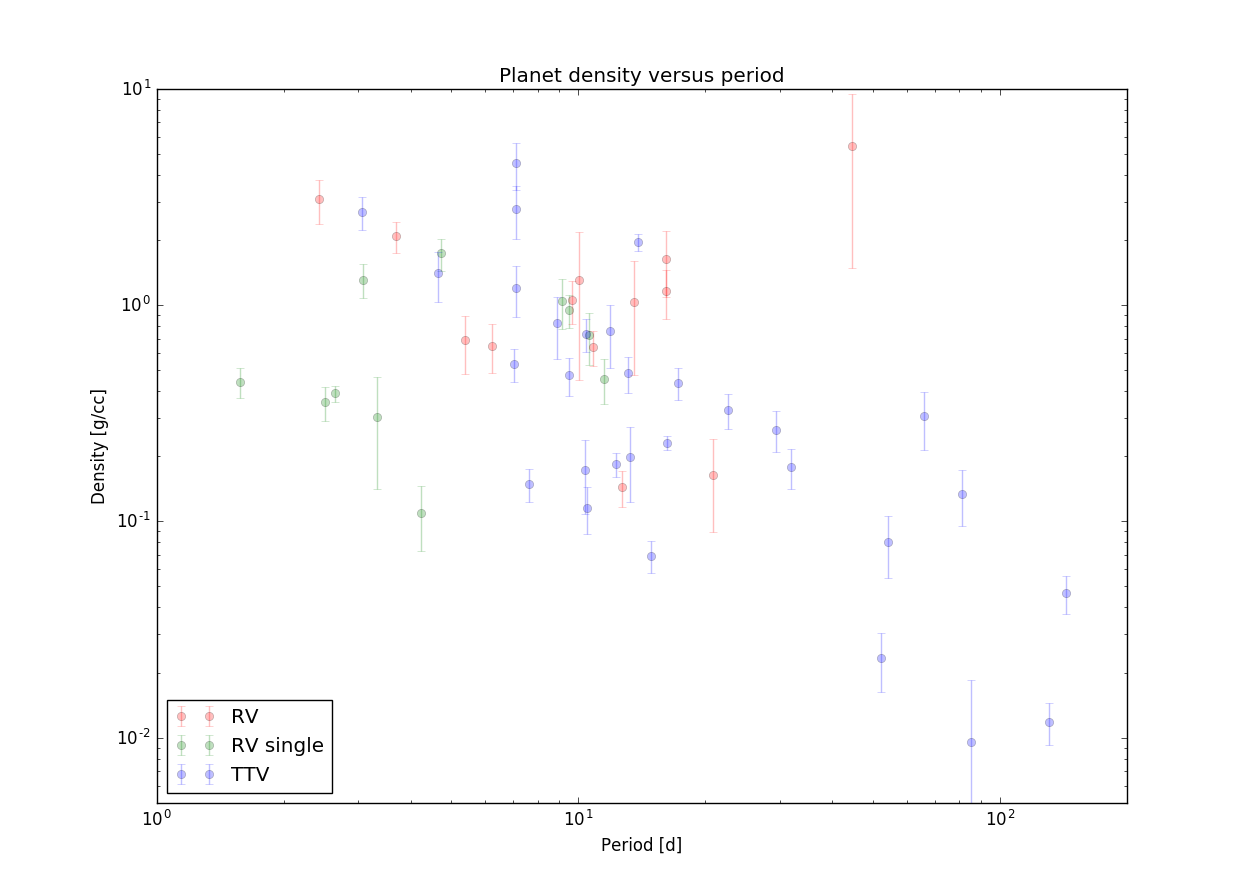 Planet density versus period
10^1
10^0
10^-1
10^-2
Density [g/cc]
RV
RV single
TTV
10^0 10^1 10^2
Period [d]